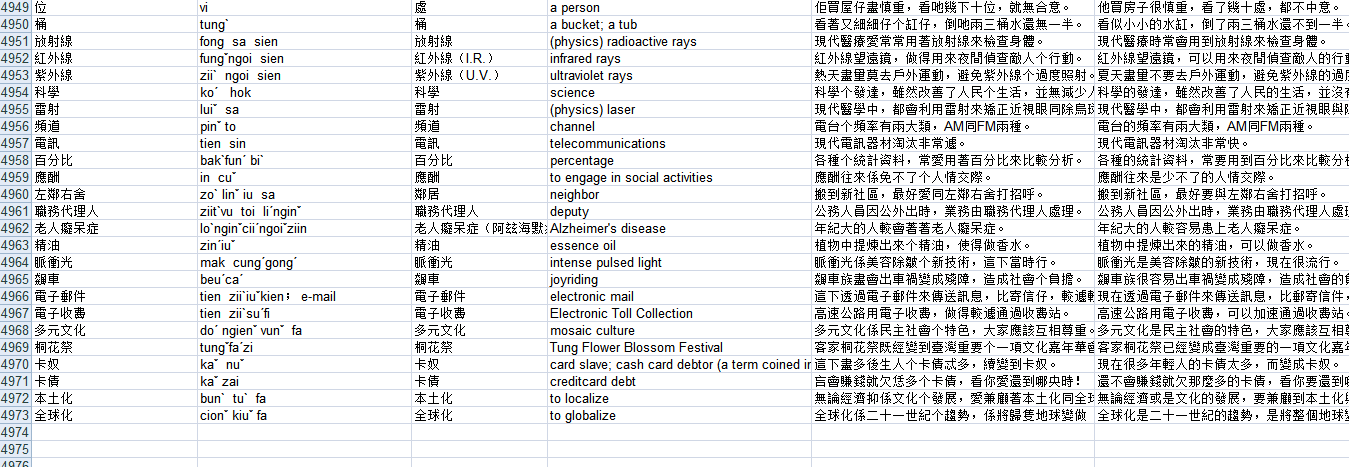 4949 位 vi 處 a person 佢買屋仔盡慎重，看吔幾下十位，就無合意。 他買房子很慎重，看了幾十處，都不中意。
4950 桶 tungˋ 桶 a bucket; a tub 看著又細細仔个缸仔，倒吔兩三桶水還無一半。 看似小小的水缸，倒了兩三桶水還不到一半。
4951 放射線 fong sa sien 放射線 (physics) radioactive rays 現代醫療愛常常用著放射線來檢查身體。 現代醫療時常會用到放射線來檢查身體。
4952 紅外線 fungˇngoi sien 紅外線（I.R.） infrared rays 紅外線望遠鏡，做得用來夜間偵查敵人个行動。 紅外線望遠鏡，可以用來夜間偵查敵人
4953 紫外線 ziiˋ ngoi sien 紫外線（U.V.） ultraviolet rays 熱天盡量莫去戶外運動，避免紫外線個過度照射。 夏天盡量不要去戶外運動，避免紫外線的過
4954 科學 koˊ hok 科學 science 科學个發達，雖然改善了人民个生活，並無減少人 科學的發達，雖然改善了人民的生活，並沒
4955 雷射 luiˇ sa 雷射 (physics) laser 現代醫學中，都會利用雷射來矯正近視眼同除烏斑 現代醫學中，都會利用雷射來矯正近視眼與
4956 頻道 pinˇ to 頻道 channel 電台个頻率有兩大類，AM同FM兩種。 電台的頻率有兩大類，AM同FM兩種。
4957 電訊 tien sin 電訊 telecommunications 現代電訊器材淘汰非常遽。 現代電訊器材淘汰非常快。
4958 百分比 bakˋfunˊ biˋ 百分比 percentage 各種个統計資料，常愛用著百分比來比較分析。 各種的統計資料，常要用到百分比來比較分
4959 應酬 in cuˇ 應酬 to engage in social activities 應酬往來係免不了个人情交際。 應酬往來是少不了的人情交際。
4960 左鄰右舍 zoˋ linˇ iu sa 鄰居 neighbor 搬到新社區，最好愛同左鄰右舍打招呼。 搬到新社區，最好要與左鄰右舍打招呼。
4961 職務代理人 ziitˋvu toi liˊnginˇ 職務代理人 deputy 公務人員因公外出時，業務由職務代理人處理。 公務人員因公外出時，業務由職務代理人處
4962 老人癡呆症 loˋnginˇciiˊngoiˇziin 老人癡呆症（阿茲海默 Alzheimer's disease 年紀大的人較會著著老人癡呆症。 年紀大的人較容易患上老人癡呆症。
4963 精油 zinˊiuˇ 精油 essence oil 植物中提煉出來个精油，使得做香水。 植物中提煉出來的精油，可以做香水。
4964 脈衝光 mak cungˊgongˊ 脈衝光 intense pulsed light 脈衝光係美容除皺个新技術，這下當時行。 脈衝光是美容除皺的新技術，現在很流行。
4965 飆車 beuˊcaˊ 飆車 joyriding 飆車族盡會出車禍變成殘障，造成社會个負擔。 飆車族很容易出車禍變成殘障，造成社會的
4966 電子郵件 tien ziiˋiuˇkien；e-mail 電子郵件 electronic mail 這下透過電子郵件來傳送訊息，比寄信仔，較遽 現在透過電子郵件來傳送訊息，比郵寄信件，
4967 電子收費 tien ziiˋsuˊfi 電子收費 Electronic Toll Collection 高速公路用電子收費，做得較遽通過收費站。 高速公路用電子收費，可以加速通過收費站。
4968 多元文化 doˊ ngienˇvunˇ fa 多元文化 mosaic culture 多元文化係民主社會个特色，大家應該互相尊重。 多元文化是民主社會的特色，大家應該互相
4969 桐花祭 tungˇfaˊzi 桐花祭 Tung Flower Blossom Festival 客家桐花祭既經變到臺灣重要个一項文化嘉年華會 客家桐花祭已經變成臺灣重要的一項文化嘉
4970 卡奴 kaˇ nuˇ 卡奴 card slave; cash card debtor (a term coined in 這下盡多後生人个卡債忒多，續變到卡奴。 現在很多年輕人的卡債太多，而變成卡奴。
4971 卡債 kaˇ zai 卡債 creditcard debt 吂會賺錢就欠恁多个卡債，看你愛還到哪央時！ 還不會賺錢就欠那麼多的卡債，看你要還到
4972 本土化 bunˋ tuˋ fa 本土化 to localize 無論經濟抑係文化个發展，愛兼顧著本土化同全球 無論經濟或是文化的發展，要兼顧到本土化
4973 全球化 cionˇ kiuˇ fa 全球化 to globalize 全球化係二十一世紀个趨勢，係將歸隻地球變做 全球化是二十一世紀的趨勢，是將整個地球
4974
4975
4976